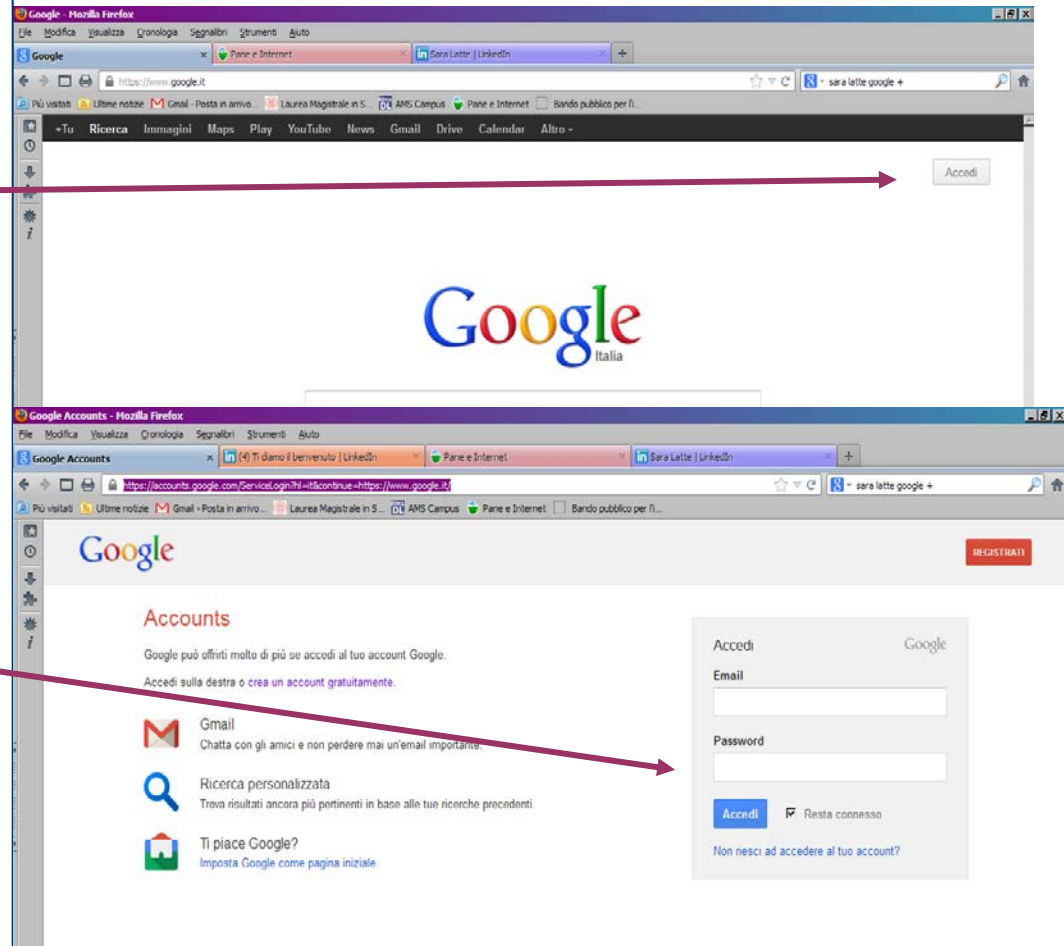 Google - Mozilla Firefox
File Modifica Visualizza Cronologia Segnalibri Strumenti Aiuto
Google Pane e Internet Sara Latte | LinkedIn
https://www.google.it sara latte google +
Più visitati Ultime notizie Gmail - Posta in arrivo... Laurea Magistrale in S... AMS Campus Pane e Internet Bando pubblico per l'i...
+Tu Ricerca Immagini Maps Play YouTube News Gmail Drive Calendar Altro
Accedi
Google
Italia
Google Accounts - Mozilla Firefox
File Modifica Visualizza Cronologia Segnalibri Strumenti Aiuto
Google Accounts (4) Ti diamo il benvenuto | LinkedIn Pane e Internet Sara Latte | LinkedIn
https://accounts.google.com/ServiceLogin?hl=it&continue=https://www.google.it/ sara latte google +
Più visitati Ultime notizie Gmail - Posta in arrivo... Laurea Magistrale in S... AMS Campus Pane e Internet Bando pubblico per l'i...
Google
REGISTRATI
Accounts
Google può offrirti molto di più se accedi al tuo account Google.
Accedi sulla destra o crea un account gratuitamente.
Gmail
Chatta con gli amici e non perdere mai un'email importante.
Ricerca personalizzata
Trova risultati ancora più pertinenti in base alle tue ricerche precedenti.
Ti piace Google?
Imposta Google come pagina iniziale.
Accedi Google
Email
Password
Accedi Resta connesso
Non riesci ad accedere al tuo account?